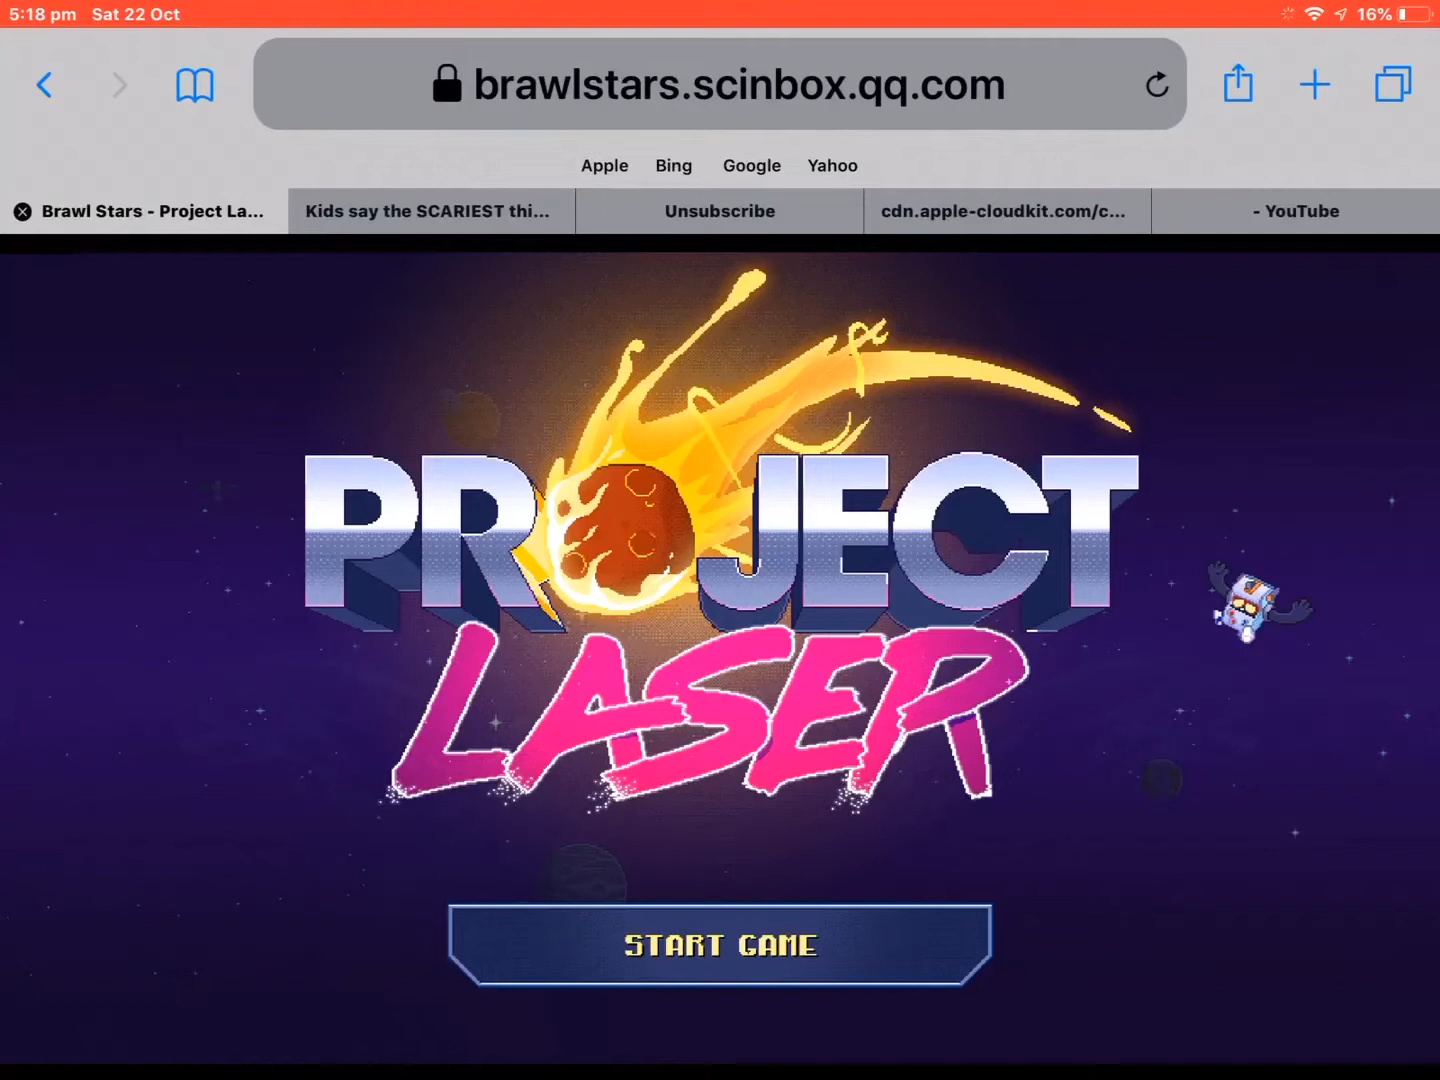 5:18 pm Sat 22 Oct 16%
brawlstars.scinbox.qq.com
Apple Bing Google Yahoo
Brawl Stars - Project La... Kids say the SCARIEST thi... Unsubscribe cdn.apple-cloudkit.com/c... - YouTube
PROJECT
LASER
START GAME